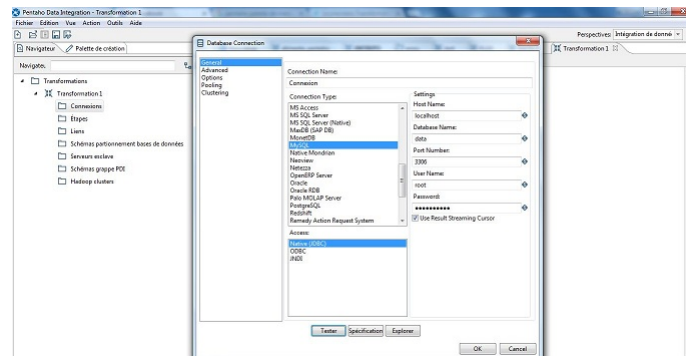 Pentaho Data Integration - Transformation 1
Fichier Edition Vue Action Outils Aide
Perspectives: Intégration de donné
Navigateur Palette de création
Transformation 1
Navigate.
Transformations
Transformation 1
Connexions
Étapes
Liens
Schémas partionnement bases de données
Serveurs esclave
Schémas grappe PDI
Hadoop clusters
Database Connection
General
Advanced
Options
Pooling
Clustering
Connection Name:
Connexion
Connection Type:
MS Access
MS SQL Server
MS SQL Server (Native)
MaxDB (SAP DB)
MonetDB
MySQL
Native Mondrian
Neoview
Netezza
OpenERP Server
Oracle
Oracle RDB
Palo MOLAP Server
PostgreSQL
Redshift
Remedy Action Request System
Access:
Native (JDBC)
ODBC
JNDI
Settings
Host Name:
localhost
Database Name:
data
Port Number:
3306
User Name:
root
Password:
Use Result Streaming Cursor
Tester Spécification Explorer
OK Cancel